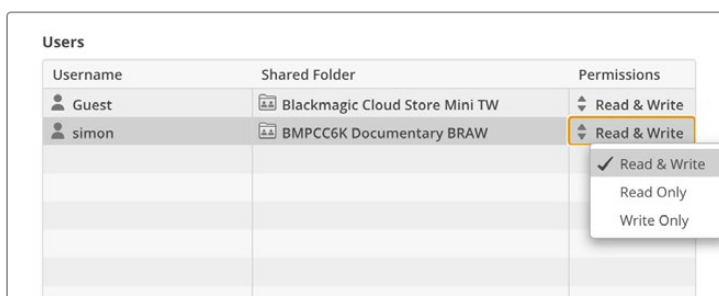 Users
Username Shared Folder Permissions
Guest Blackmagic Cloud Store Mini TW Read & Write
simon BMPCC6K Documentary BRAW Read & Write
Read & Write
Read Only
Write Only